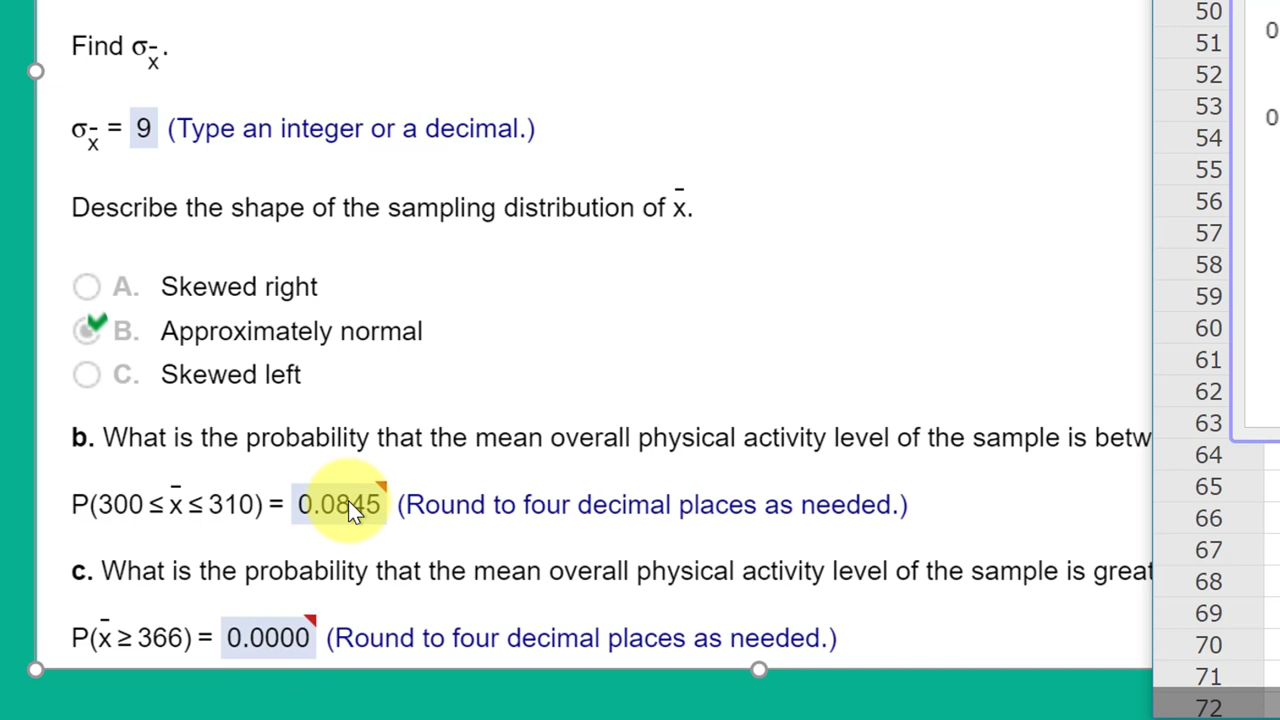 Find σx̄.
σx̄ = 9 (Type an integer or a decimal.)
Describe the shape of the sampling distribution of x̄.
A. Skewed right
B. Approximately normal
C. Skewed left
b. What is the probability that the mean overall physical activity level of the sample is betw
P(300 ≤ x̄ ≤ 310) = 0.0845 (Round to four decimal places as needed.)
c. What is the probability that the mean overall physical activity level of the sample is great
P(x̄ ≥ 366) = 0.0000 (Round to four decimal places as needed.)
50
51
52
53
54
55
56
57
58
59
60
61
62
63
64
65
66
67
68
69
70
71
72
0
0